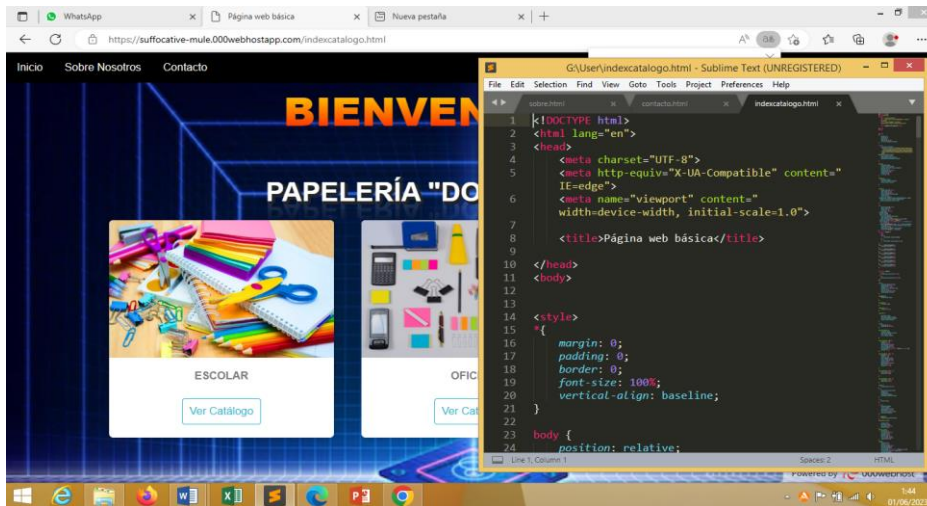 WhatsApp
Página web básica
Nueva pestaña
https://suffocative-mule.000webhostapp.com/indexcatalogo.html
Inicio Sobre Nosotros Contacto
BIENVEN
PAPELERÍA "DO
ESCOLAR
Ver Catálogo
OFIC
Ver Cat
G:\User\indexcatalogo.html - Sublime Text (UNREGISTERED)
File Edit Selection Find View Goto Tools Project Preferences Help
sobre.html contacto.html indexcatalogo.html
1 <!DOCTYPE html>
2 <html lang="en">
3 <head>
4 <meta charset="UTF-8">
5 <meta http-equiv="X-UA-Compatible" content="
IE=edge">
6 <meta name="viewport" content="
width=device-width, initial-scale=1.0">
7
8 <title>Página web básica</title>
9
10 </head>
11 <body>
12
13
14 <style>
15 *{
16 margin: 0;
17 padding: 0;
18 border: 0;
19 font-size: 100%;
20 vertical-align: baseline;
21 }
22
23 body {
24 position: relative;
Line 1, Column 1 Spaces: 2 HTML
Powered by 000webhost
1:44
01/06/202